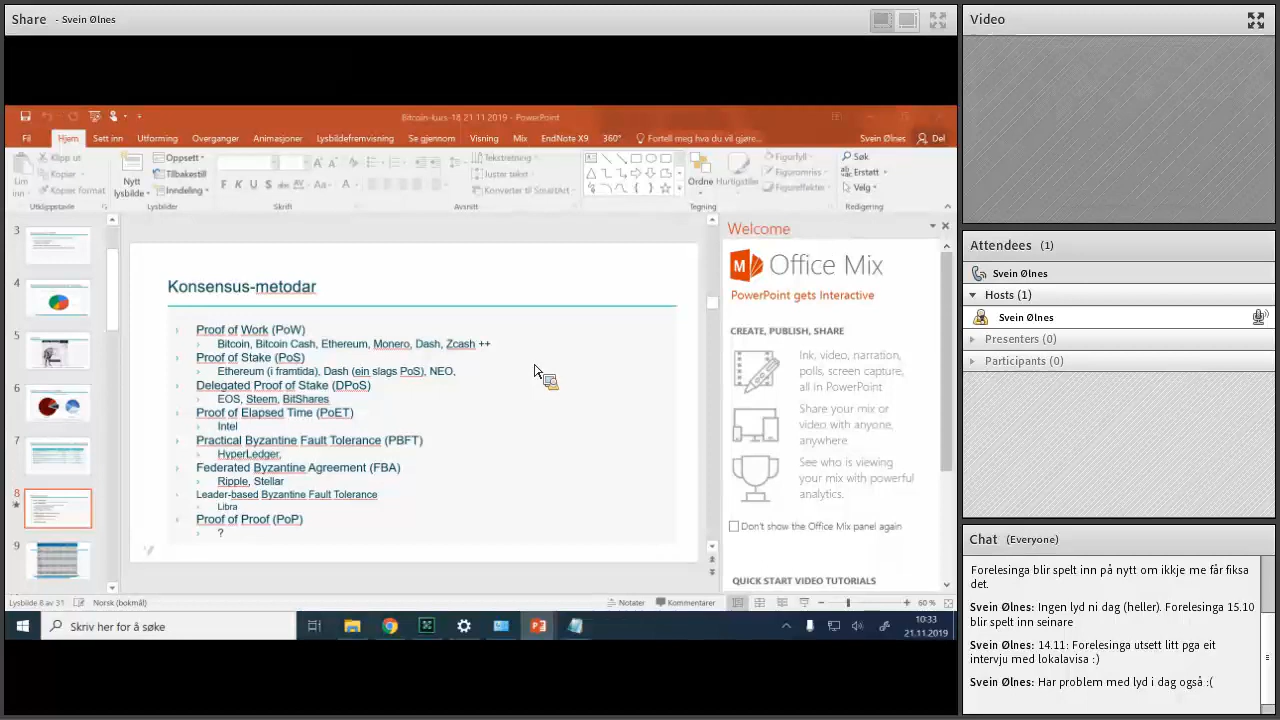 Share - Svein Ølnes
Video
Bitcoin-kurs-18 21 11 2019 - PowerPoint
Fil Hjem Sett inn Utforming Overganger Animasjoner Lysbildefremvisning Se gjennom Visning Mix EndNote X9 360° Fortell meg hva du vil gjøre... Svein Ølnes Del
Lim inn
Klipp ut
Kopier
Kopier format
Nytt lysbilde
Oppsett
Tilbakestill
Inndeling
F K U S abc AV Aa A
Tekstretning
Juster tekst
Konverter til SmartArt
Ordne Hurtigstiler
Figurfyll
Figuromriss
Figureffekter
Søk
Erstatt
Velg
Utklippstavle Lysbilder Skrift Avsnitt Tegning Redigering
3
4
5
6
7
8
9
Konsensus-metodar
Proof of Work (PoW)
Bitcoin, Bitcoin Cash, Ethereum, Monero, Dash, Zcash ++
Proof of Stake (PoS)
Ethereum (i framtida), Dash (ein slags PoS), NEO,
Delegated Proof of Stake (DPoS)
EOS, Steem, BitShares
Proof of Elapsed Time (PoET)
Intel
Practical Byzantine Fault Tolerance (PBFT)
HyperLedger,
Federated Byzantine Agreement (FBA)
Ripple, Stellar
Leader-based Byzantine Fault Tolerance
Libra
Proof of Proof (PoP)
?
Welcome
Office Mix
PowerPoint gets Interactive
CREATE, PUBLISH, SHARE
Ink, video, narration,
polls, screen capture,
all in PowerPoint
Share your mix or
video with anyone,
anywhere
See who is viewing
your mix with powerful
analytics.
Don't show the Office Mix panel again
QUICK START VIDEO TUTORIALS
Lysbilde 8 av 31 Norsk (bokmål) Notater Kommentarer 60 %
Skriv her for å søke
10:33
21.11.2019
Attendees (1)
Svein Ølnes
Hosts (1)
Svein Ølnes
Presenters (0)
Participants (0)
Chat (Everyone)
Forelesinga blir spelt inn på nytt om ikkje me får fiksa
det.
Svein Ølnes: Ingen lyd ni dag (heller). Forelesinga 15.10
blir spelt inn seinare
Svein Ølnes: 14.11: Forelesinga utsett litt pga eit
intervju med lokalavisa :)
Svein Ølnes: Har problem med lyd i dag også :(